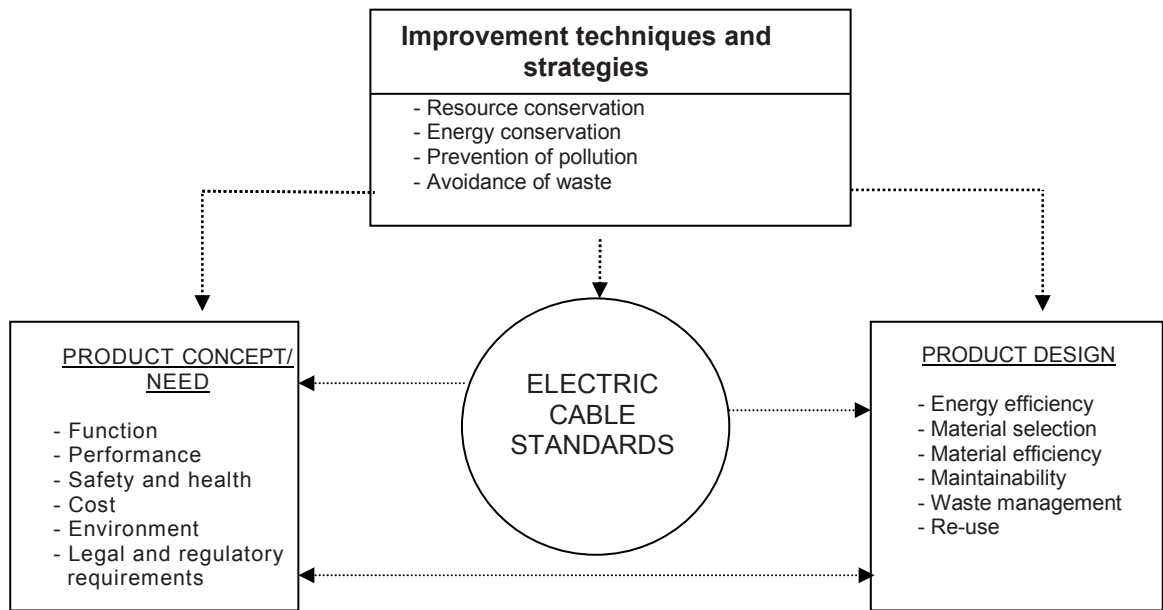 Improvement techniques and
strategies
- Resource conservation
- Energy conservation
- Prevention of pollution
- Avoidance of waste
PRODUCT CONCEPT/
NEED
- Function
- Performance
- Safety and health
- Cost
- Environment
- Legal and regulatory
requirements
ELECTRIC
CABLE
STANDARDS
PRODUCT DESIGN
- Energy efficiency
- Material selection
- Material efficiency
- Maintainability
- Waste management
- Re-use